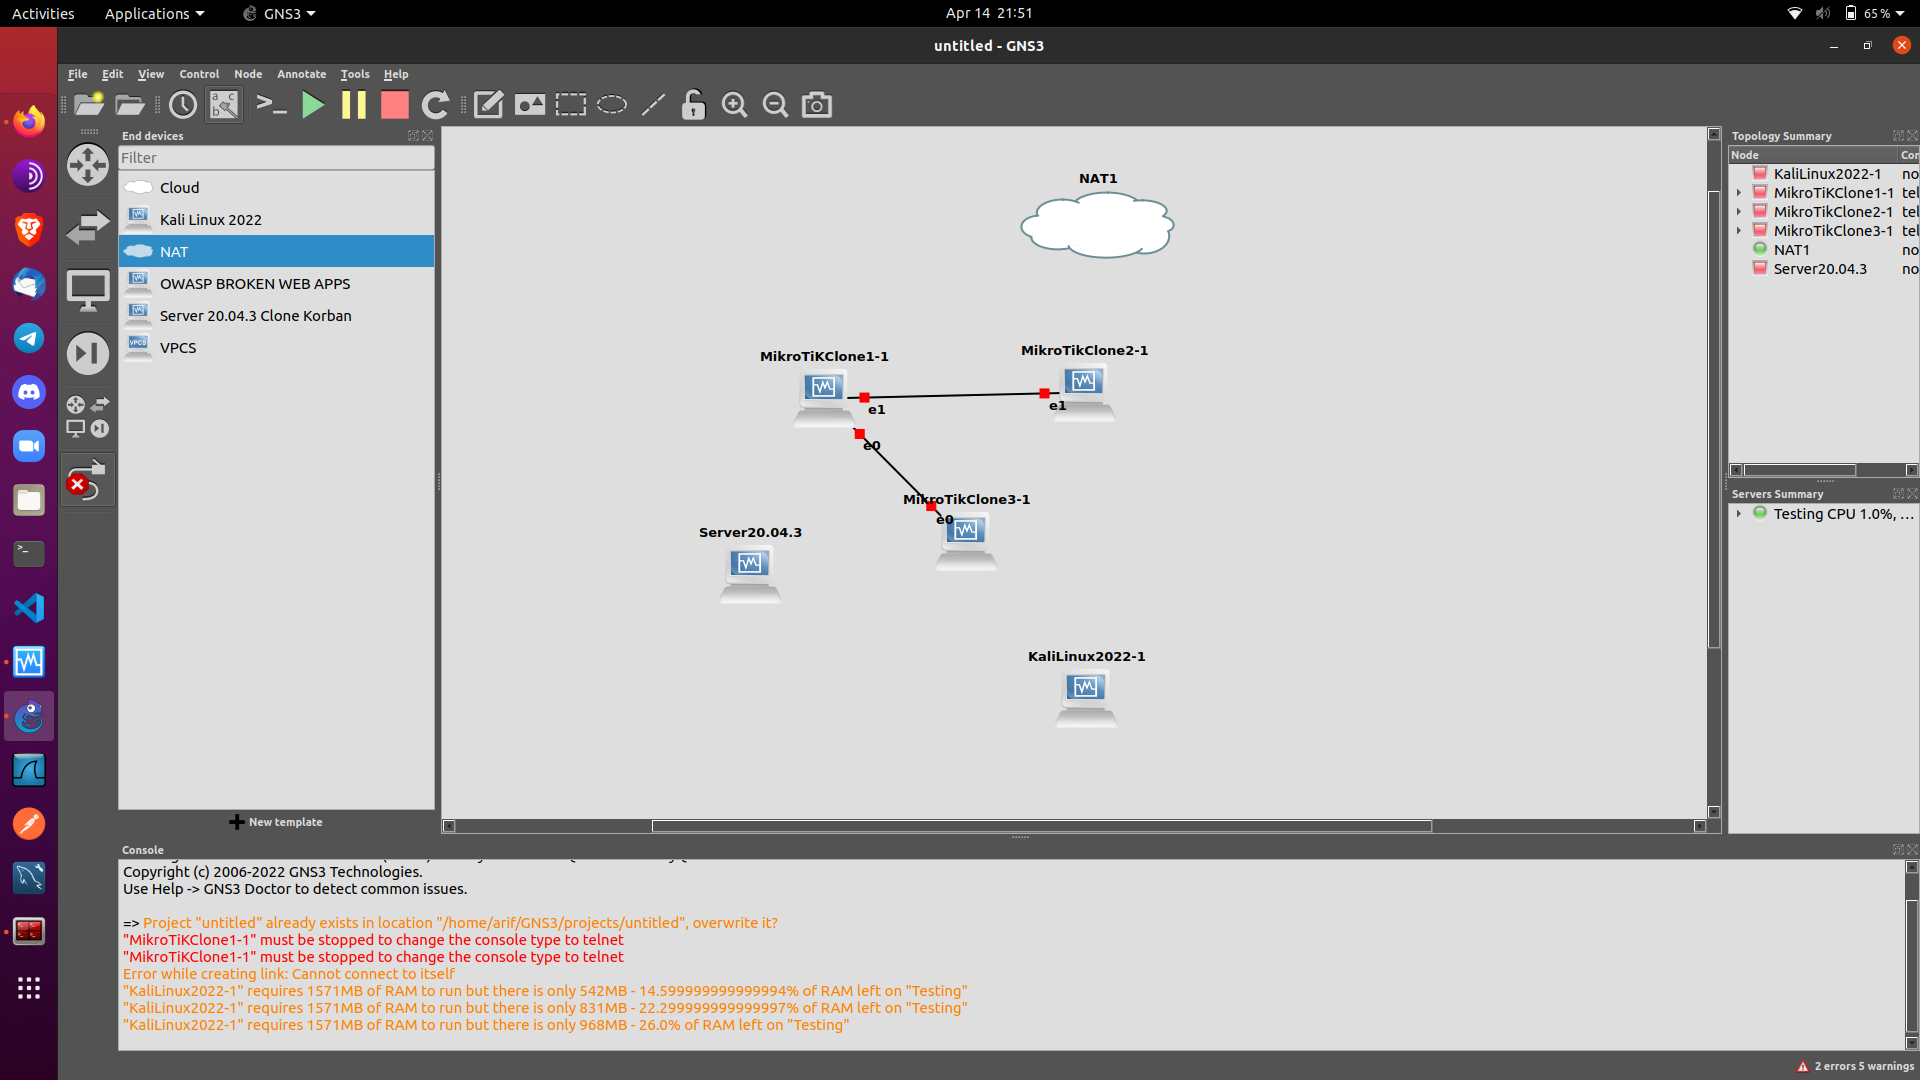 Activities
Applications
GNS3
Apr 14 21:51
65 %
untitled - GNS3
File Edit View Control Node Annotate Tools Help
End devices
Filter
Cloud
Kali Linux 2022
NAT
OWASP BROKEN WEB APPS
Server 20.04.3 Clone Korban
VPCS
New template
NAT1
MikroTiKClone1-1
MikroTikClone2-1
e1
e1
e0
MikroTikClone3-1
e0
Server20.04.3
KaliLinux2022-1
Topology Summary
Node Con
KaliLinux2022-1 no
MikroTiKClone1-1 tel
MikroTikClone2-1 tel
MikroTikClone3-1 tel
NAT1 no
Server20.04.3 no
Servers Summary
Testing CPU 1.0%, ...
Console
Copyright (c) 2006-2022 GNS3 Technologies.
Use Help -> GNS3 Doctor to detect common issues.
=> Project "untitled" already exists in location "/home/arif/GNS3/projects/untitled", overwrite it?
"MikroTiKClone1-1" must be stopped to change the console type to telnet
"MikroTiKClone1-1" must be stopped to change the console type to telnet
Error while creating link: Cannot connect to itself
"KaliLinux2022-1" requires 1571MB of RAM to run but there is only 542MB - 14.599999999999994% of RAM left on "Testing"
"KaliLinux2022-1" requires 1571MB of RAM to run but there is only 831MB - 22.299999999999997% of RAM left on "Testing"
"KaliLinux2022-1" requires 1571MB of RAM to run but there is only 968MB - 26.0% of RAM left on "Testing"
2 errors 5 warnings